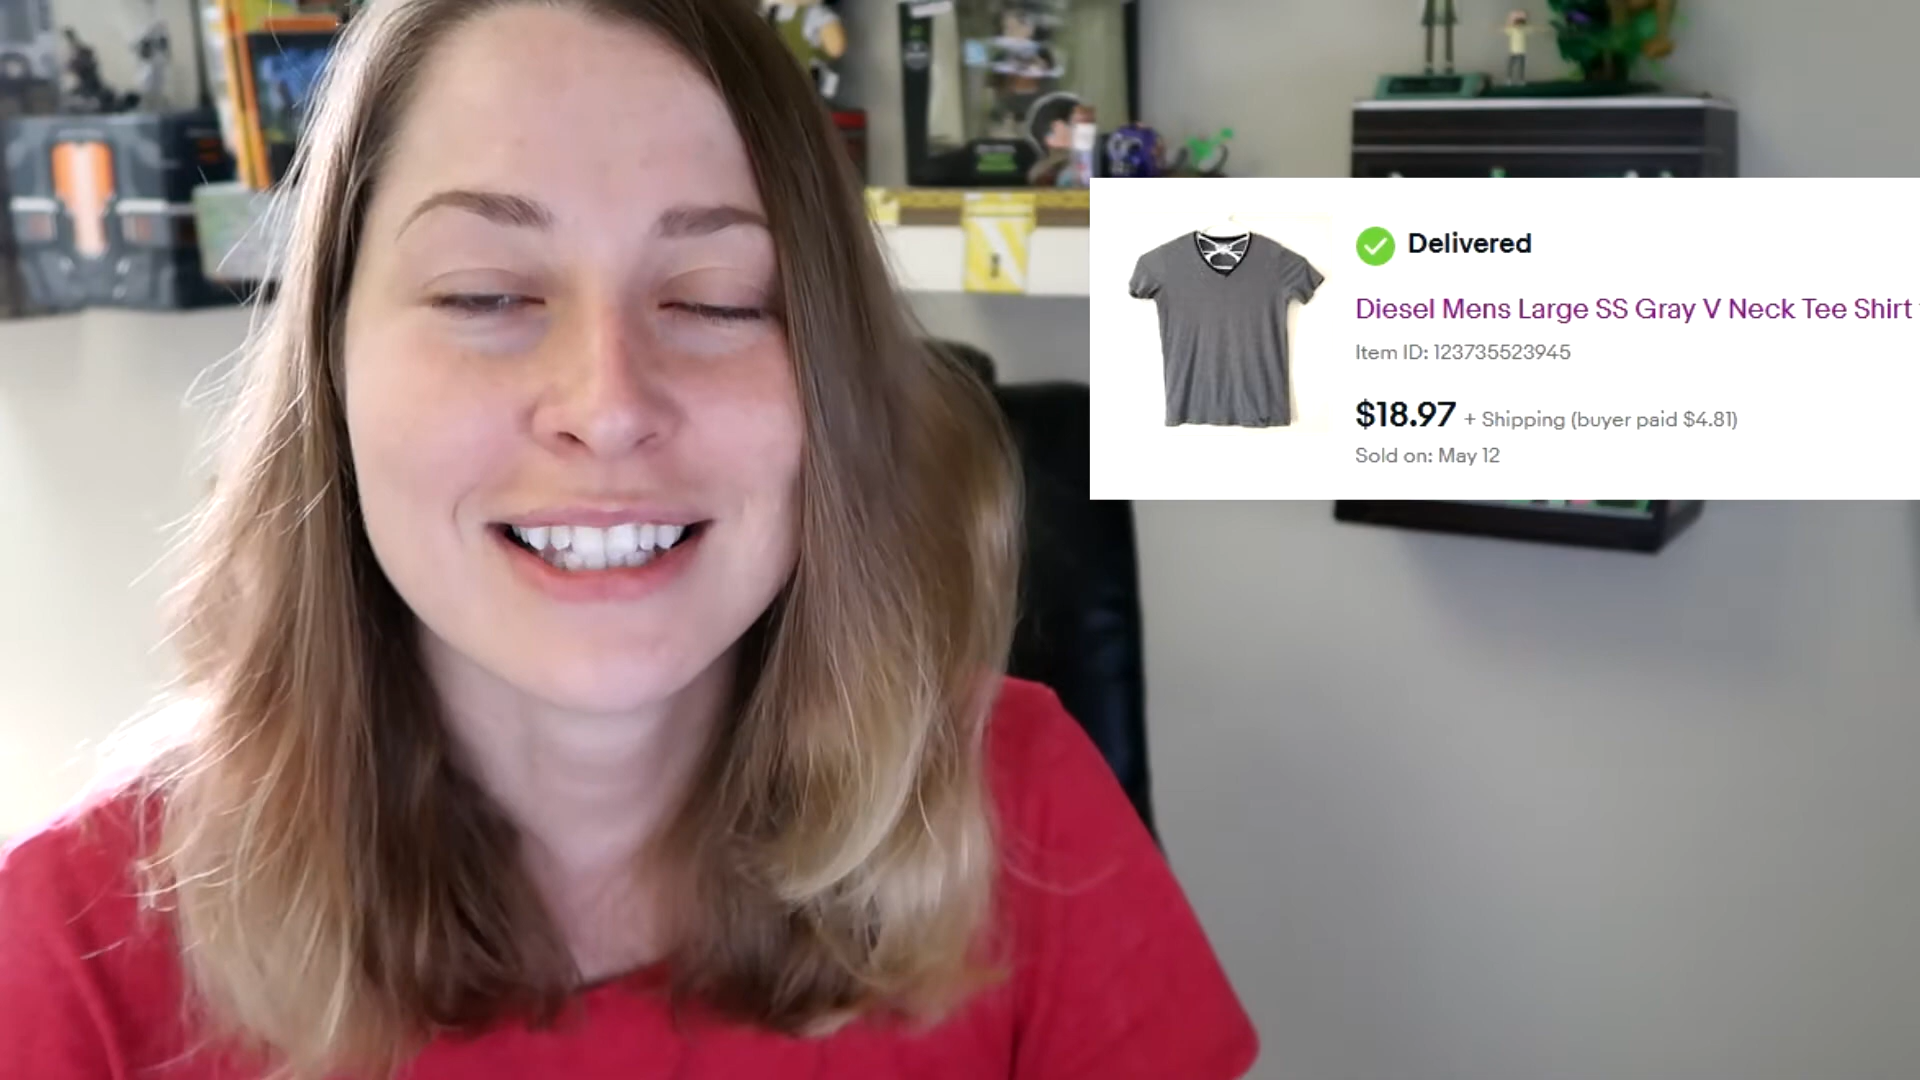 Delivered
Diesel Mens Large SS Gray V Neck Tee Shirt
Item ID: 123735523945
$18.97 + Shipping (buyer paid $4.81)
Sold on: May 12